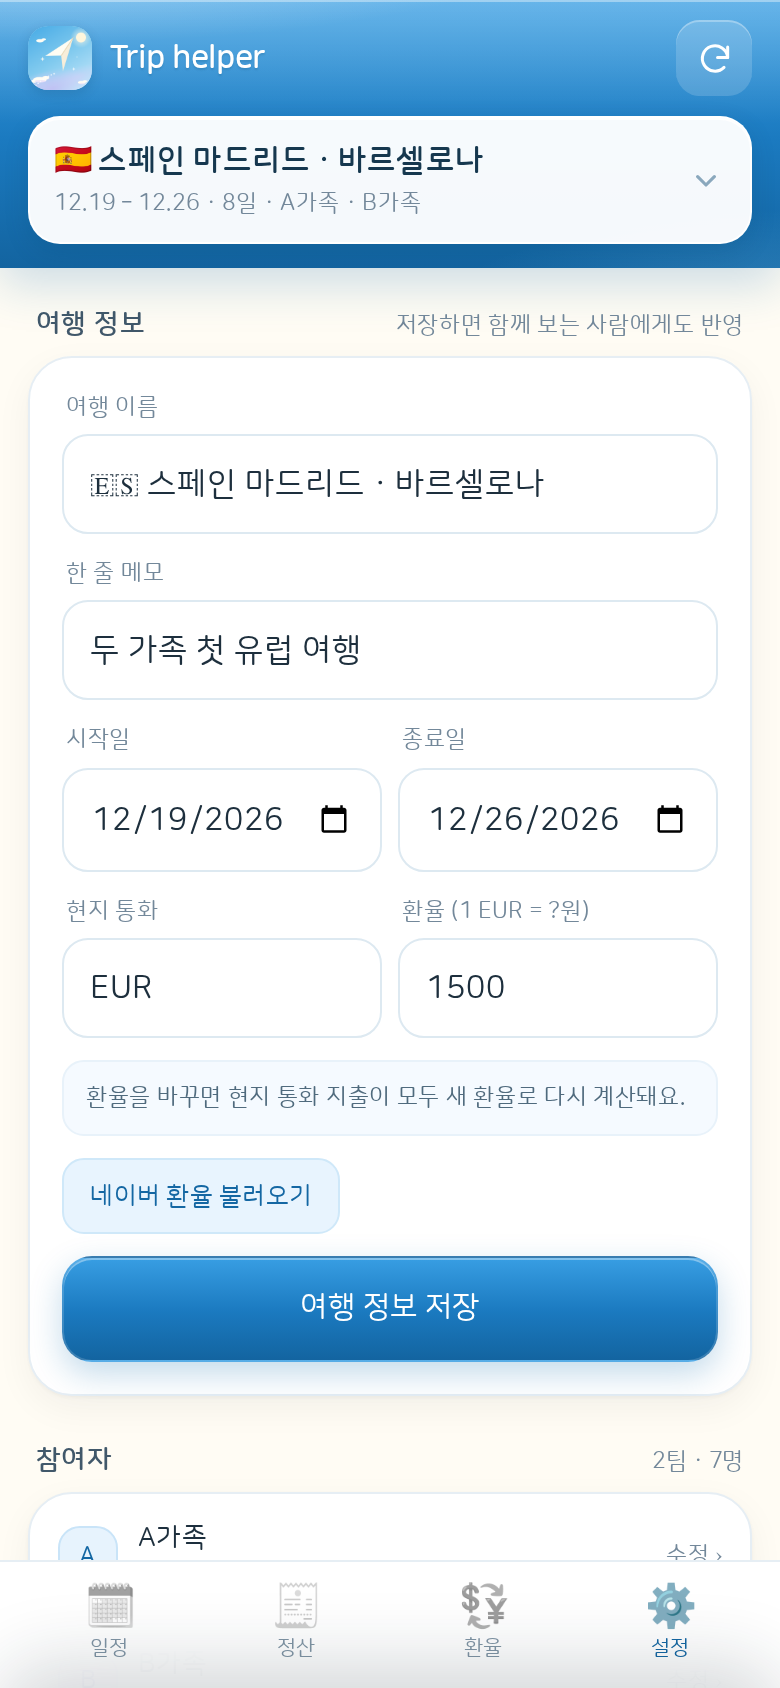 Trip helper
🇪🇸 스페인 마드리드 · 바르셀로나
12.19 – 12.26 · 8일 · A가족 · B가족
여행 정보
저장하면 함께 보는 사람에게도 반영
여행 이름
🇪🇸 스페인 마드리드 · 바르셀로나
한 줄 메모
두 가족 첫 유럽 여행
시작일
종료일
12/19/2026
12/26/2026
현지 통화
환율 (1 EUR = ?원)
EUR
1500
환율을 바꾸면 현지 통화 지출이 모두 새 환율로 다시 계산돼요.
네이버 환율 불러오기
여행 정보 저장
참여자
2팀 · 7명
A
A가족
수정 ›
일정
정산
환율
설정